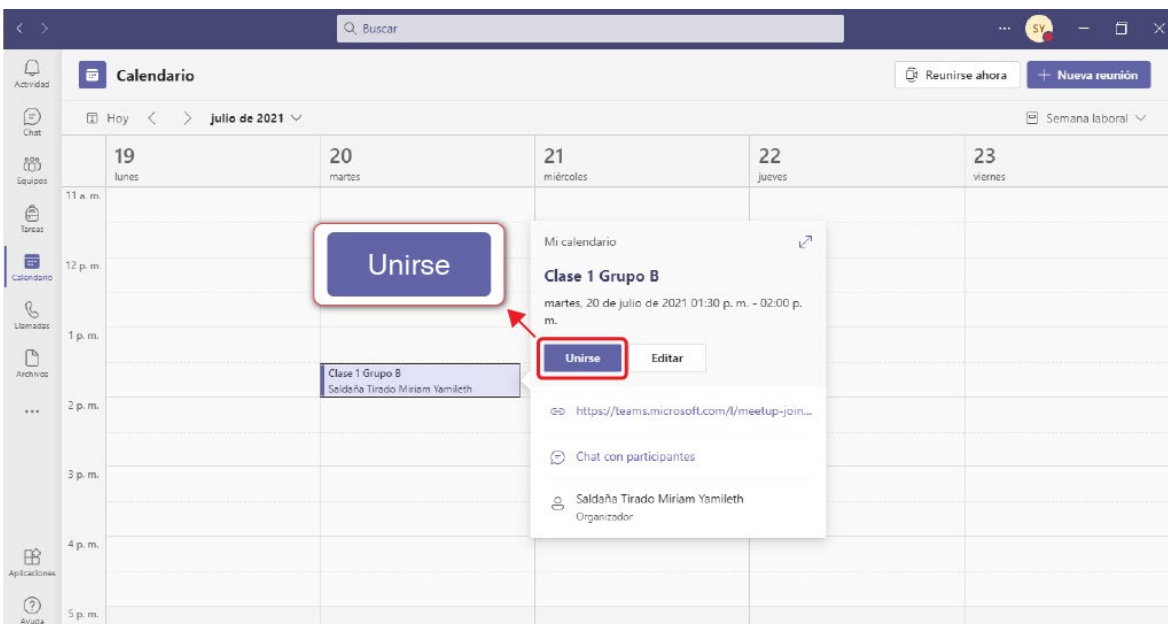 Buscar
SY
Actividad
Chat
Equipos
Tareas
Calendario
Llamadas
Archivos
Aplicaciones
Ayuda
Calendario
Reunirse ahora
+ Nueva reunión
Hoy
julio de 2021
Semana laboral
19
lunes
20
martes
21
miércoles
22
jueves
23
viernes
11 a. m.
12 p. m.
1 p. m.
2 p. m.
3 p. m.
4 p. m.
5 p. m.
Unirse
Clase 1 Grupo B
Saldaña Tirado Miriam Yamileth
Mi calendario
Clase 1 Grupo B
martes, 20 de julio de 2021 01:30 p. m. - 02:00 p.
m.
Unirse
Editar
https://teams.microsoft.com/l/meetup-join...
Chat con participantes
Saldaña Tirado Miriam Yamileth
Organizador